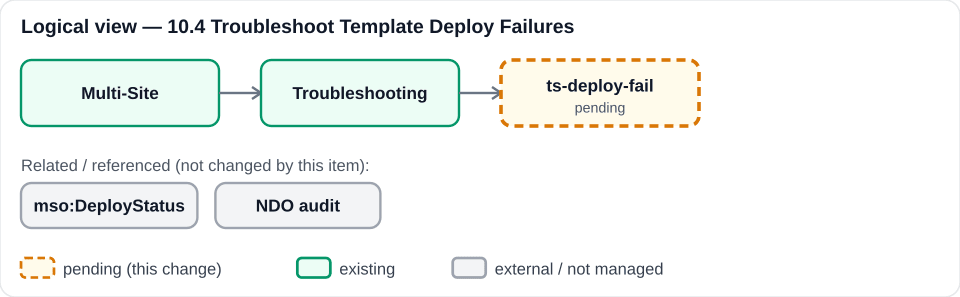 Logical view — 10.4 Troubleshoot Template Deploy Failures
Multi-Site
Troubleshooting
ts-deploy-fail
pending
Related / referenced (not changed by this item):
mso:DeployStatus
NDO audit
pending (this change)
existing
external / not managed